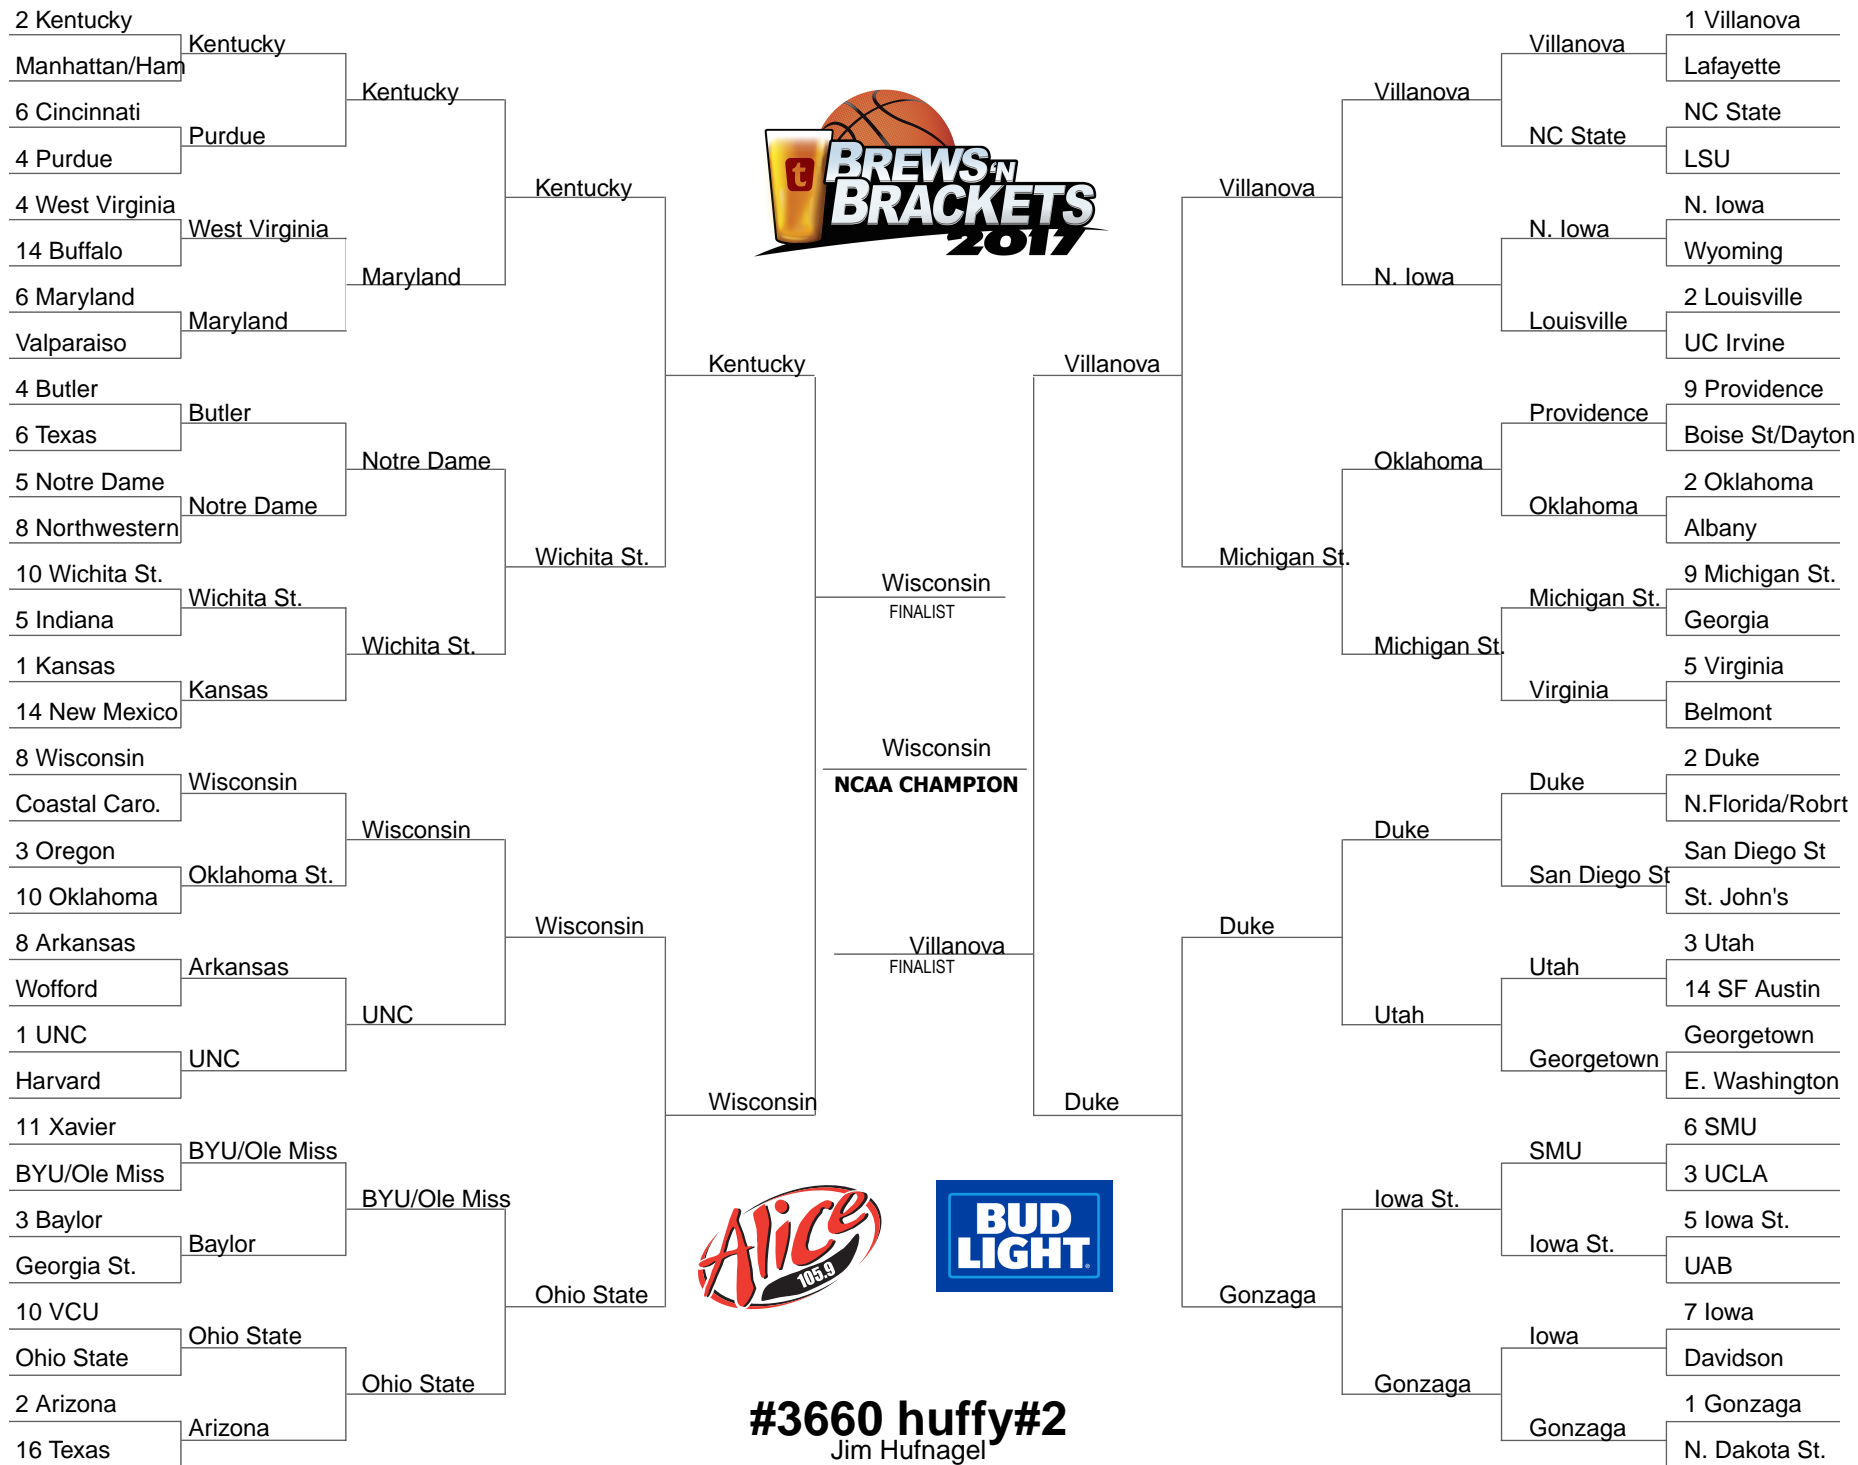 2 Kentucky
Manhattan/Ham
6 Cincinnati
4 Purdue
4 West Virginia
14 Buffalo
6 Maryland
Valparaiso
4 Butler
6 Texas
5 Notre Dame
8 Northwestern
10 Wichita St.
5 Indiana
1 Kansas
14 New Mexico
8 Wisconsin
Coastal Caro.
3 Oregon
10 Oklahoma
8 Arkansas
Wofford
1 UNC
Harvard
11 Xavier
BYU/Ole Miss
3 Baylor
Georgia St.
10 VCU
Ohio State
2 Arizona
16 Texas
Kentucky
Purdue
West Virginia
Maryland
Butler
Notre Dame
Wichita St.
Kansas
Wisconsin
Oklahoma St.
Arkansas
UNC
BYU/Ole Miss
Baylor
Ohio State
Arizona
Kentucky
Maryland
Notre Dame
Wichita St.
Wisconsin
UNC
BYU/Ole Miss
Ohio State
Kentucky
Wichita St.
Wisconsin
Ohio State
Kentucky
Wisconsin
t
BREWS 'N
BRACKETS
2017
Wisconsin
FINALIST
Wisconsin
NCAA CHAMPION
Villanova
FINALIST
Alice
105.9
BUD
LIGHT
#3660 huffy#2
Jim Hufnagel
Villanova
Duke
Villanova
Michigan St.
Duke
Gonzaga
Villanova
N. Iowa
Oklahoma
Michigan St.
Duke
Utah
Iowa St.
Gonzaga
Villanova
NC State
N. Iowa
Louisville
Providence
Oklahoma
Michigan St.
Virginia
Duke
San Diego St
Utah
Georgetown
SMU
Iowa St.
Iowa
Gonzaga
1 Villanova
Lafayette
NC State
LSU
N. Iowa
Wyoming
2 Louisville
UC Irvine
9 Providence
Boise St/Dayton
2 Oklahoma
Albany
9 Michigan St.
Georgia
5 Virginia
Belmont
2 Duke
N.Florida/Robrt
San Diego St
St. John's
3 Utah
14 SF Austin
Georgetown
E. Washington
6 SMU
3 UCLA
5 Iowa St.
UAB
7 Iowa
Davidson
1 Gonzaga
N. Dakota St.